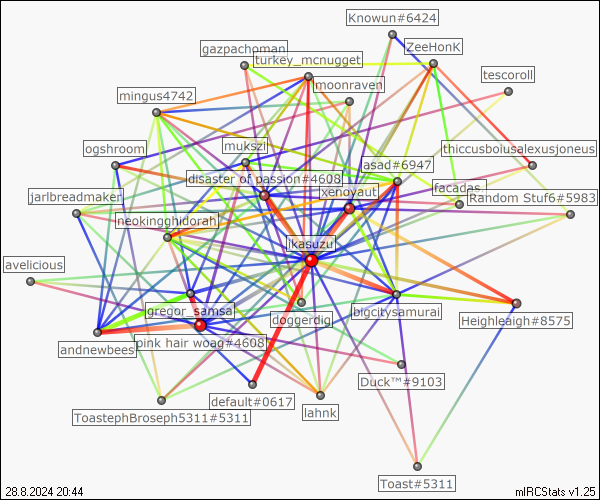 Knowun#6424
gazpachoman
ZeeHonK
turkey_mcnugget
tescoroll
moonraven
mingus4742
ogshroom
mukszi
thiccusboiusalexusjoneus
asad#6947
disaster of passion#4608
xenoyaut
facadas_
jarlbreadmaker
Random Stuf6#5983
neokingghidorah
ikasuzu
avelicious
gregor_samsa
doggerdig
bigcitysamurai
Heighleaigh#8575
pink hair woag#4608
andnewbees
Duck™#9103
default#0617
ToastephBroseph5311#5311
lahnk
Toast#5311
28.8.2024 20:44
mIRCStats v1.25